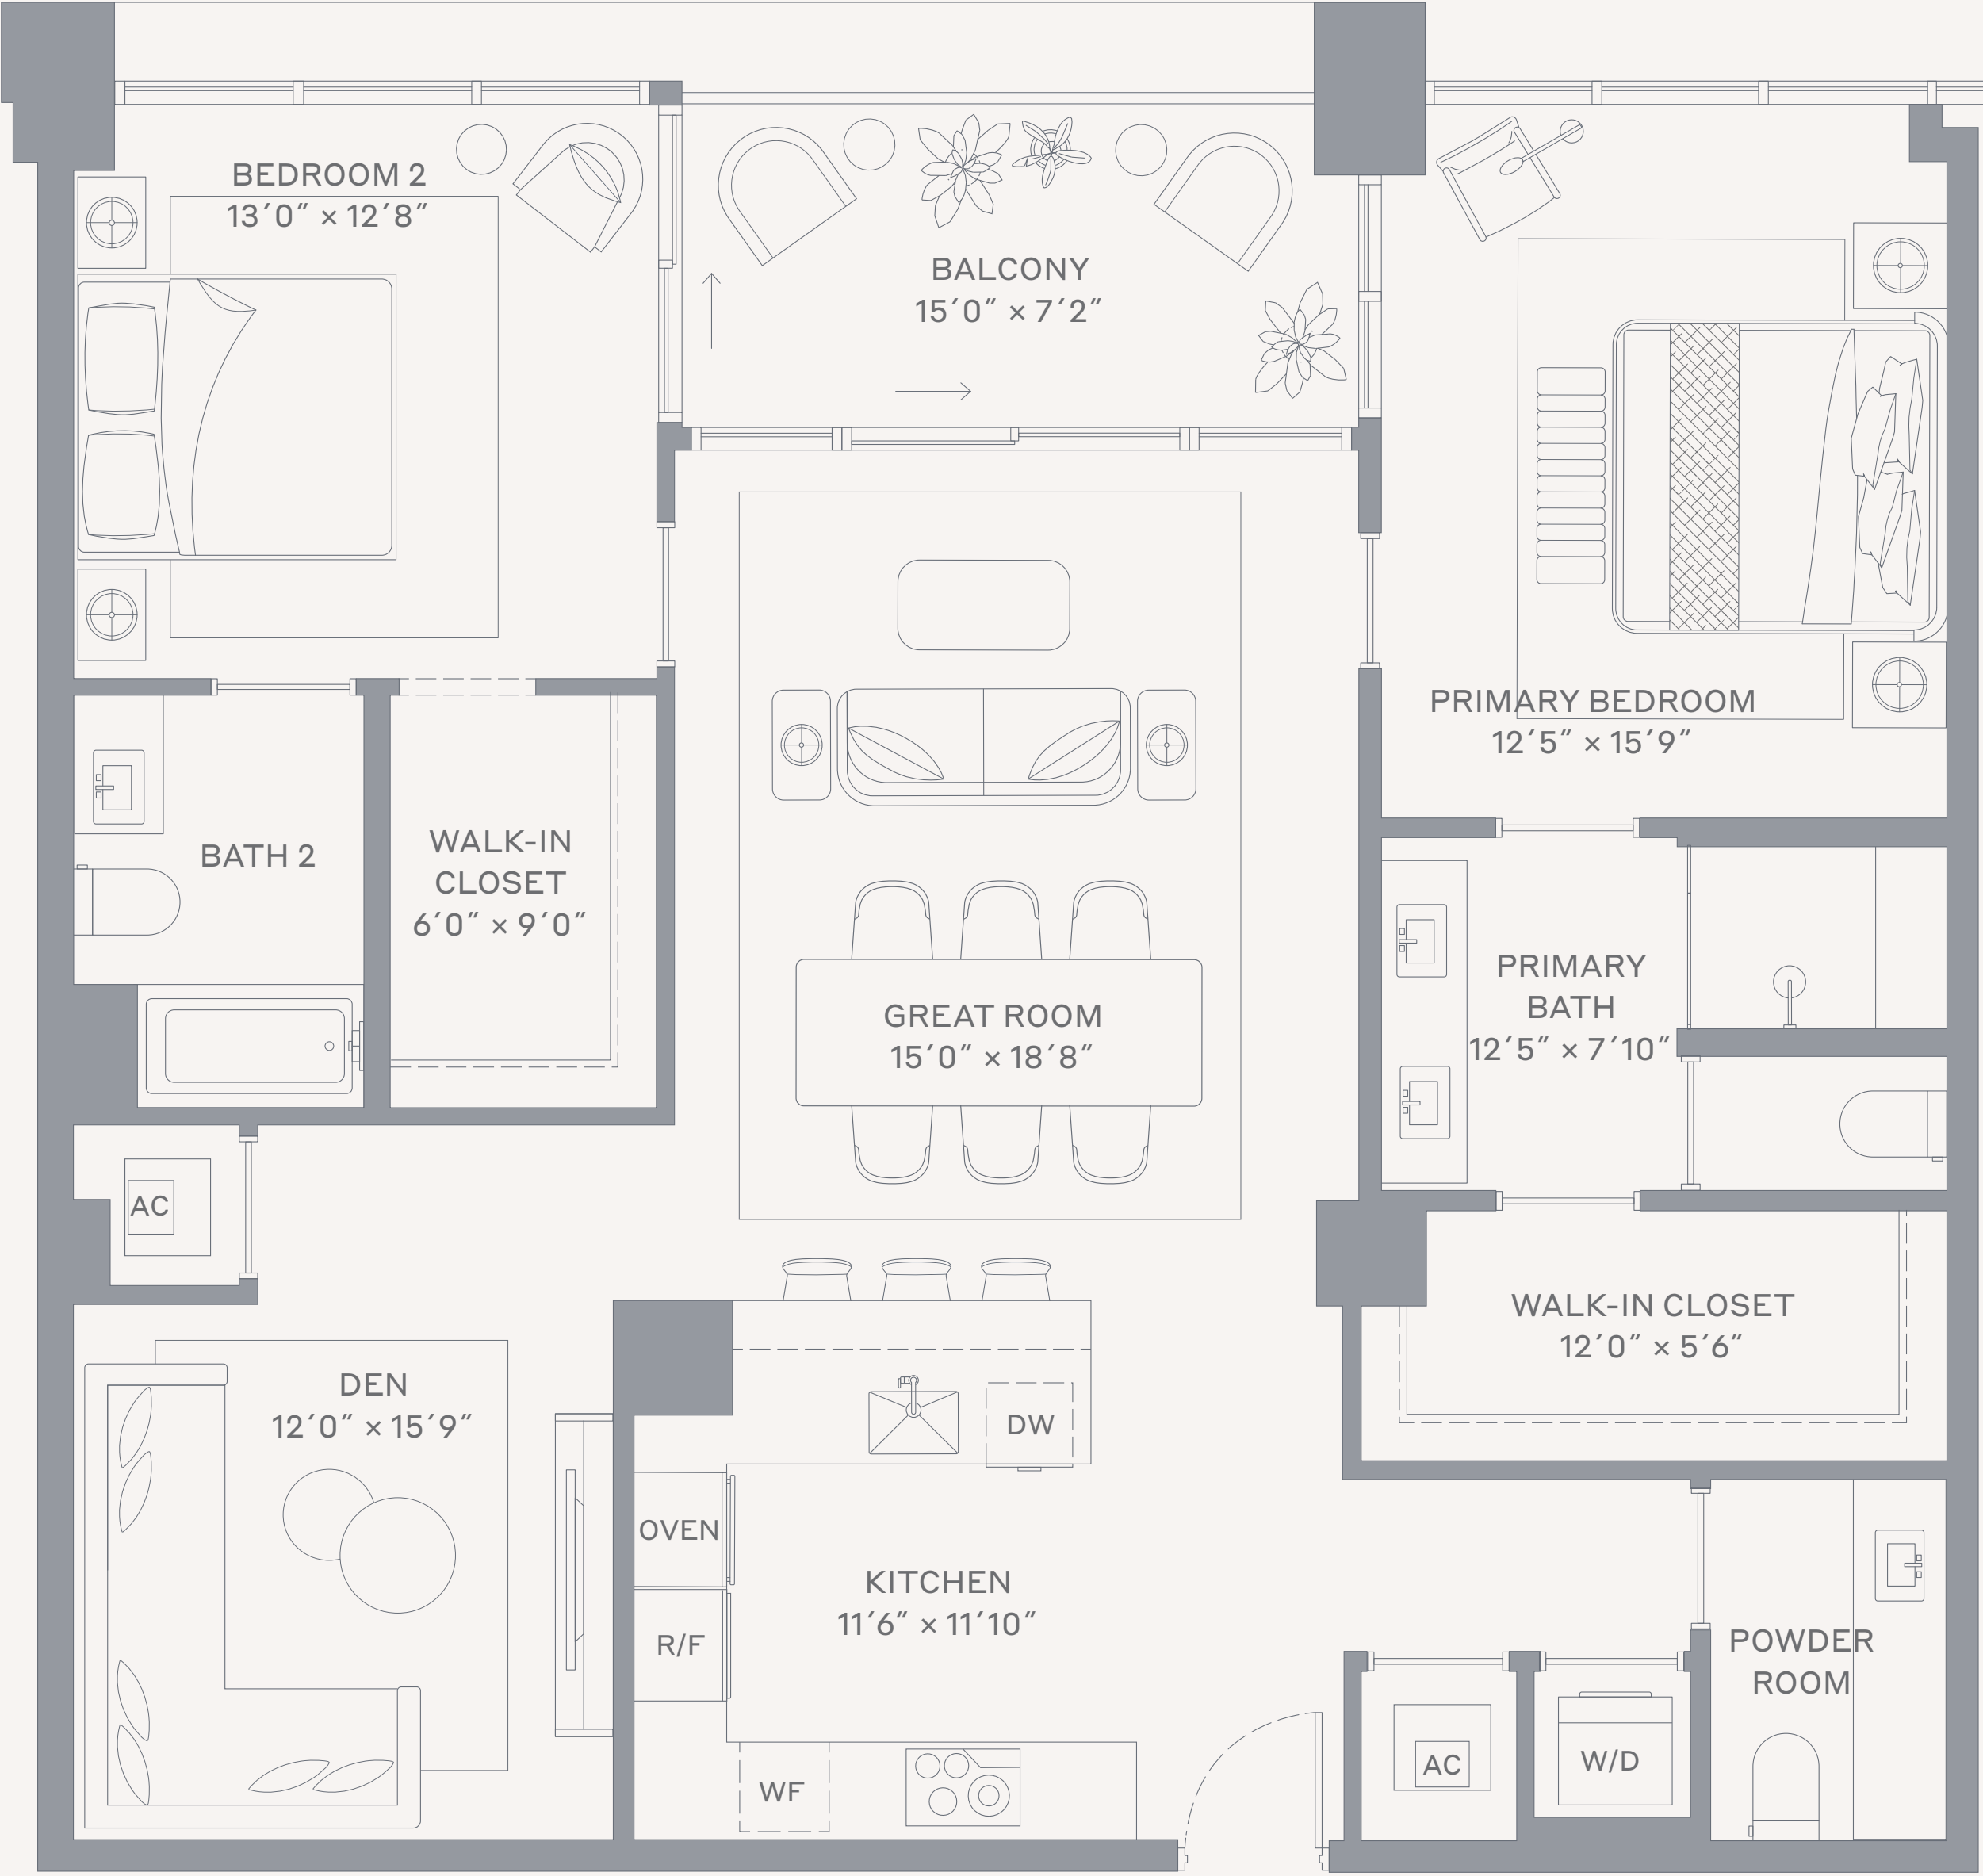 BEDROOM 2
13′0″ × 12′8″
BALCONY
15′0″ × 7′2″
PRIMARY BEDROOM
12′5″ × 15′9″
BATH 2
WALK-IN
CLOSET
6′0″ × 9′0″
GREAT ROOM
15′0″ × 18′8″
PRIMARY
BATH
12′5″ × 7′10″
AC
WALK-IN CLOSET
12′0″ × 5′6″
DEN
12′0″ × 15′9″
DW
OVEN
R/F
KITCHEN
11′6″ × 11′10″
WF
AC
W/D
POWDER
ROOM